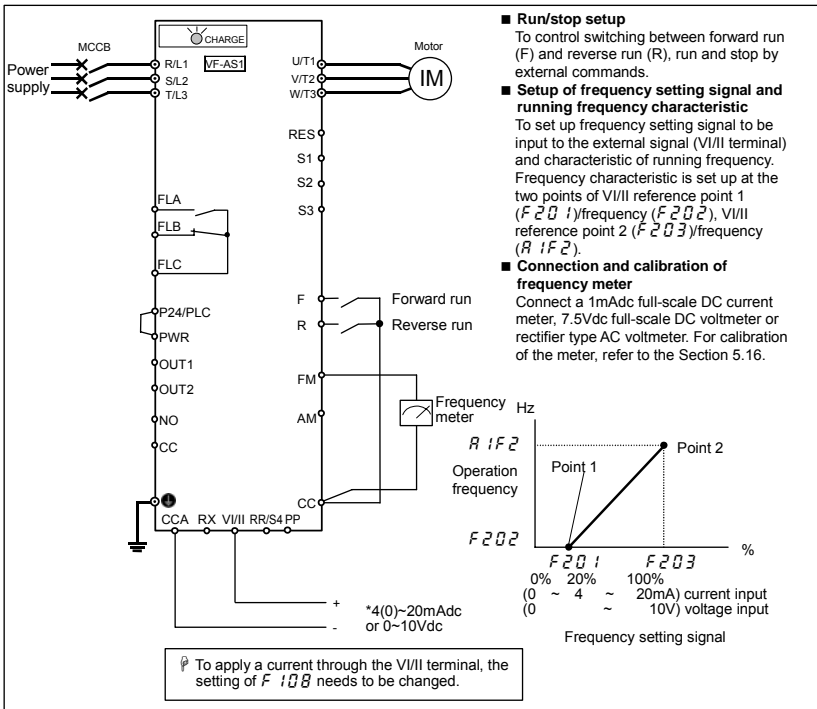 CHARGE
MCCB
Motor
Power
supply
R/L1
VF-AS1
U/T1
S/L2
V/T2
IM
T/L3
W/T3
RES
S1
S2
S3
FLA
FLB
FLC
P24/PLC
PWR
OUT1
OUT2
NO
CC
F
Forward run
R
Reverse run
FM
Frequency
meter
AM
CC
CCA RX VI/II RR/S4 PP
+
*4(0)~20mAdc
-
or 0~10Vdc
To apply a current through the VI/II terminal, the
setting of F108 needs to be changed.
■ Run/stop setup
To control switching between forward run
(F) and reverse run (R), run and stop by
external commands.
■ Setup of frequency setting signal and
running frequency characteristic
To set up frequency setting signal to be
input to the external signal (VI/II terminal)
and characteristic of running frequency.
Frequency characteristic is set up at the
two points of VI/II reference point 1
(F201)/frequency (F202), VI/II
reference point 2 (F203)/frequency
(A1F2).
■ Connection and calibration of
frequency meter
Connect a 1mAdc full-scale DC current
meter, 7.5Vdc full-scale DC voltmeter or
rectifier type AC voltmeter. For calibration
of the meter, refer to the Section 5.16.
Hz
A1F2
Point 2
Operation
frequency
Point 1
F202
%
F201 F203
0% 20% 100%
(0 ~ 4 ~ 20mA) current input
(0 ~ 10V) voltage input
Frequency setting signal